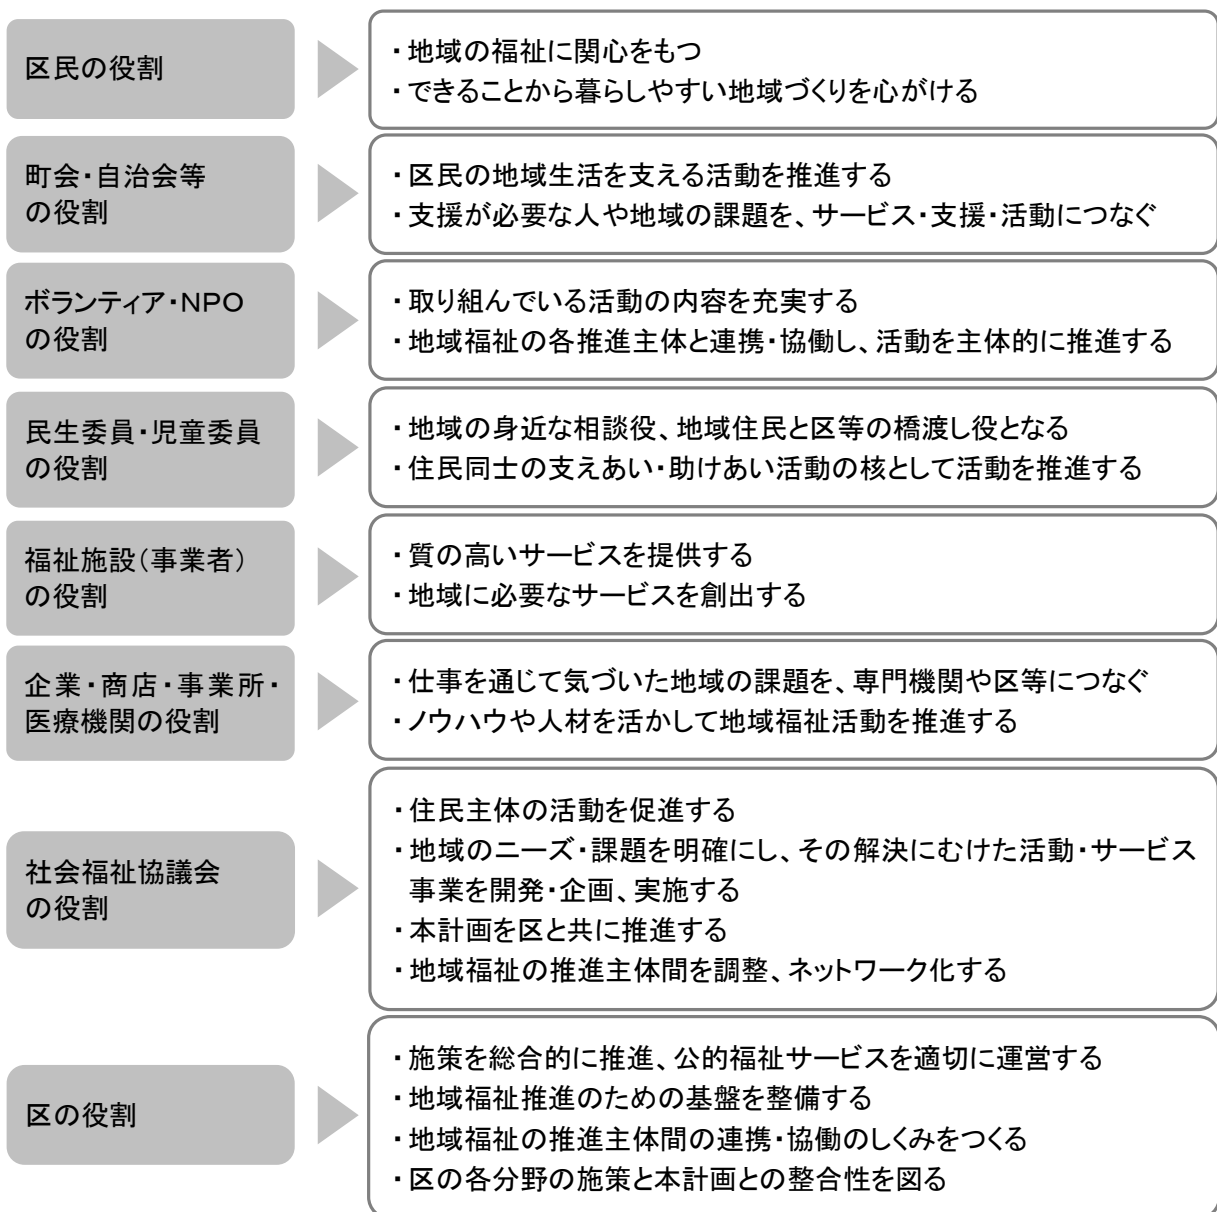 区民の役割
・地域の福祉に関心をもつ
・できることから暮らしやすい地域づくりを心がける
町会・自治会等
の役割
・区民の地域生活を支える活動を推進する
・支援が必要な人や地域の課題を、サービス・支援・活動につなぐ
ボランティア・NPO
の役割
・取り組んでいる活動の内容を充実する
・地域福祉の各推進主体と連携・協働し、活動を主体的に推進する
民生委員・児童委員
の役割
・地域の身近な相談役、地域住民と区等の橋渡し役となる
・住民同士の支えあい・助けあい活動の核として活動を推進する
福祉施設(事業者)
の役割
・質の高いサービスを提供する
・地域に必要なサービスを創出する
企業・商店・事業所・
医療機関の役割
・仕事を通じて気づいた地域の課題を、専門機関や区等につなぐ
・ノウハウや人材を活かして地域福祉活動を推進する
社会福祉協議会
の役割
・住民主体の活動を促進する
・地域のニーズ・課題を明確にし、その解決にむけた活動・サービス
事業を開発・企画、実施する
・本計画を区と共に推進する
・地域福祉の推進主体間を調整、ネットワーク化する
区の役割
・施策を総合的に推進、公的福祉サービスを適切に運営する
・地域福祉推進のための基盤を整備する
・地域福祉の推進主体間の連携・協働のしくみをつくる
・区の各分野の施策と本計画との整合性を図る